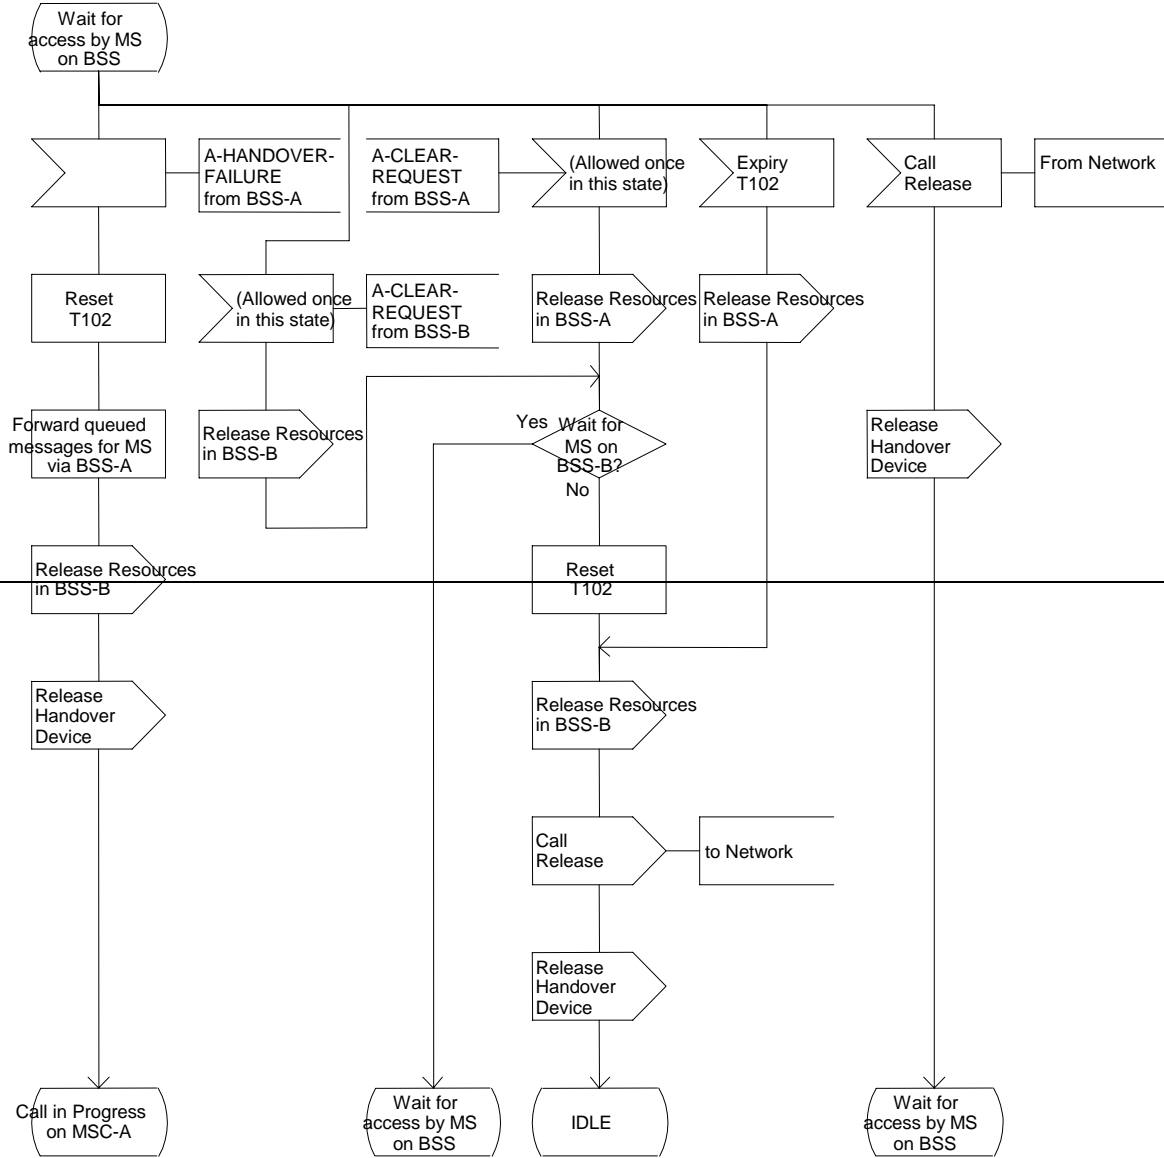 Wait for
access by MS
on BSS
A-HANDOVER-
FAILURE
from BSS-A
A-CLEAR-
REQUEST
from BSS-A
(Allowed once
in this state)
Expiry
T102
Call
Release
From Network
Reset
T102
(Allowed once
in this state)
A-CLEAR-
REQUEST
from BSS-B
Release Resources
in BSS-A
Release Resources
in BSS-A
Forward queued
messages for MS
via BSS-A
Release Resources
in BSS-B
Yes
Wait for
MS on
BSS-B?
No
Release
Handover
Device
Release Resources
in BSS-B
Reset
T102
Release
Handover
Device
Release Resources
in BSS-B
Call
Release
to Network
Release
Handover
Device
Call in Progress
on MSC-A
Wait for
access by MS
on BSS
IDLE
Wait for
access by MS
on BSS